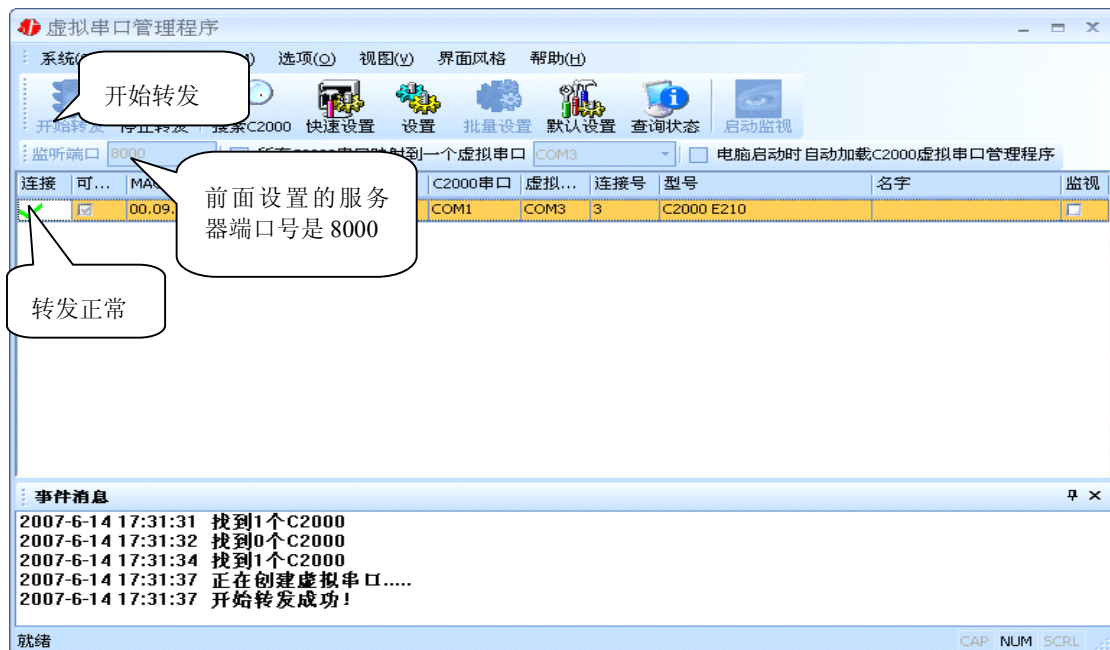 虚拟串口管理程序
系统( ) 选项(O) 视图(V) 界面风格 帮助(H)
开始转发
开始转发 停止转发 搜索C2000 快速设置 设置 批量设置 默认设置 查询状态 启动监视
监听端口 8000 一个虚拟串口 COM3 电脑启动时自动加载C2000虚拟串口管理程序
连接 可... MAC C2000串口 虚拟... 连接号 型号 名字 监视
00.09. COM1 COM3 3 C2000 E210
前面设置的服务
器端口号是 8000
转发正常
事件消息
2007-6-14 17:31:31 找到1个C2000
2007-6-14 17:31:32 找到0个C2000
2007-6-14 17:31:34 找到1个C2000
2007-6-14 17:31:37 正在创建虚拟串口.....
2007-6-14 17:31:37 开始转发成功!
就绪 CAP NUM SCRL